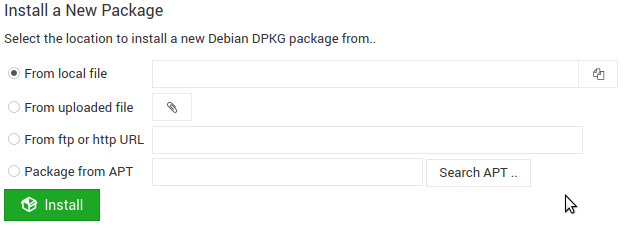 Install a New Package
Select the location to install a new Debian DPKG package from..
From local file
From uploaded file
From ftp or http URL
Package from APT Search APT ..
Install